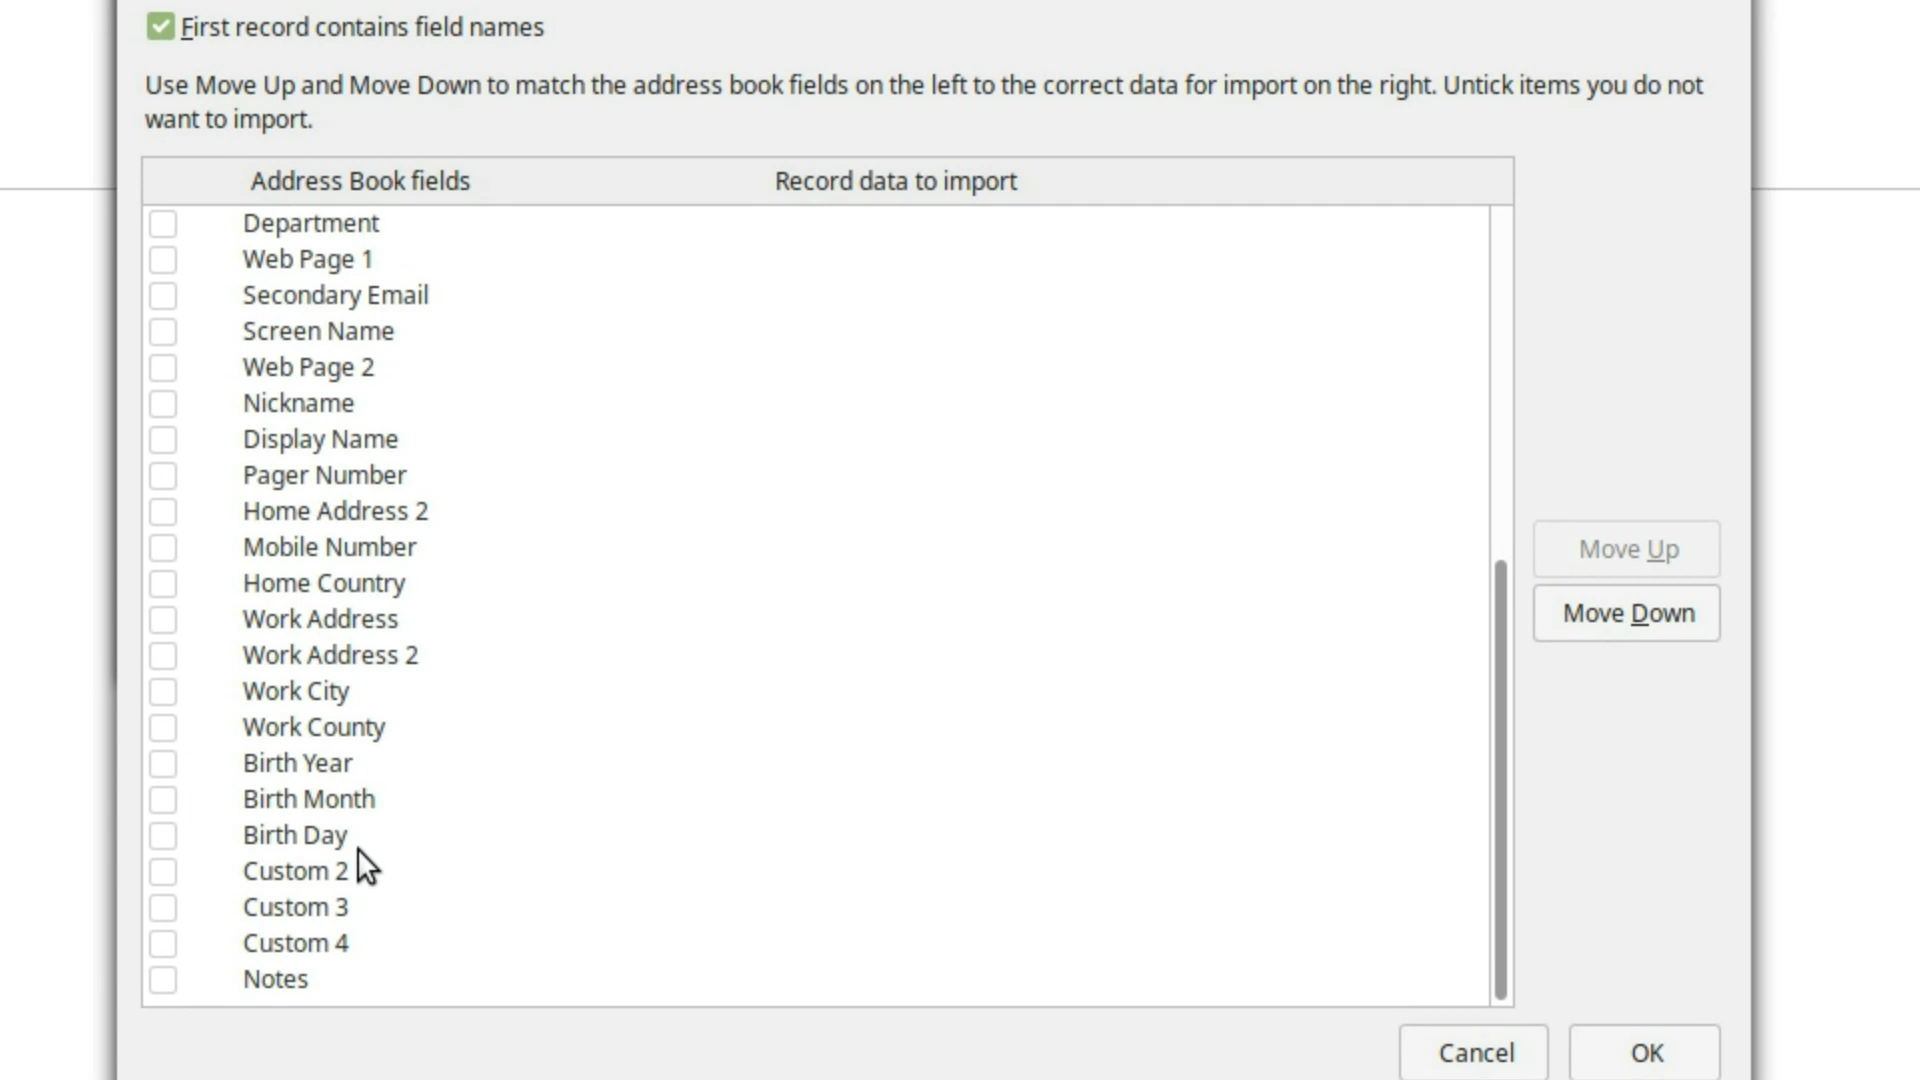 First record contains field names
Use Move Up and Move Down to match the address book fields on the left to the correct data for import on the right. Untick items you do not
want to import.
Address Book fields Record data to import
Department
Web Page 1
Secondary Email
Screen Name
Web Page 2
Nickname
Display Name
Pager Number
Home Address 2
Mobile Number
Home Country
Work Address
Work Address 2
Work City
Work County
Birth Year
Birth Month
Birth Day
Custom 2
Custom 3
Custom 4
Notes
Move Up
Move Down
Cancel OK